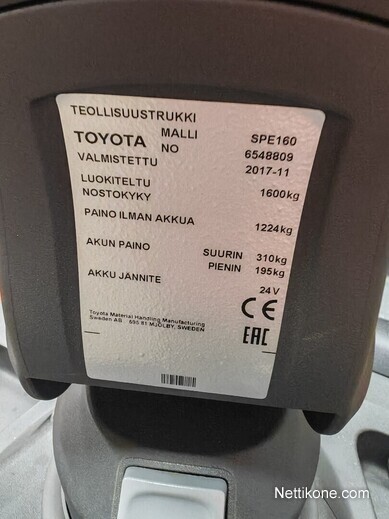 TEOLLISUUSTRUKKI
TOYOTA MALLI SPE160
NO 6548809
VALMISTETTU 2017-11
LUOKITELTU
NOSTOKYKY 1600kg
PAINO ILMAN AKKUA 1224kg
AKUN PAINO SUURIN 310kg
PIENIN 195kg
AKKU JÄNNITE 24V
Toyota Material Handling Manufacturing
Sweden AB 595 81 MJÖLBY, SWEDEN
CE
EAC
Nettikone.com